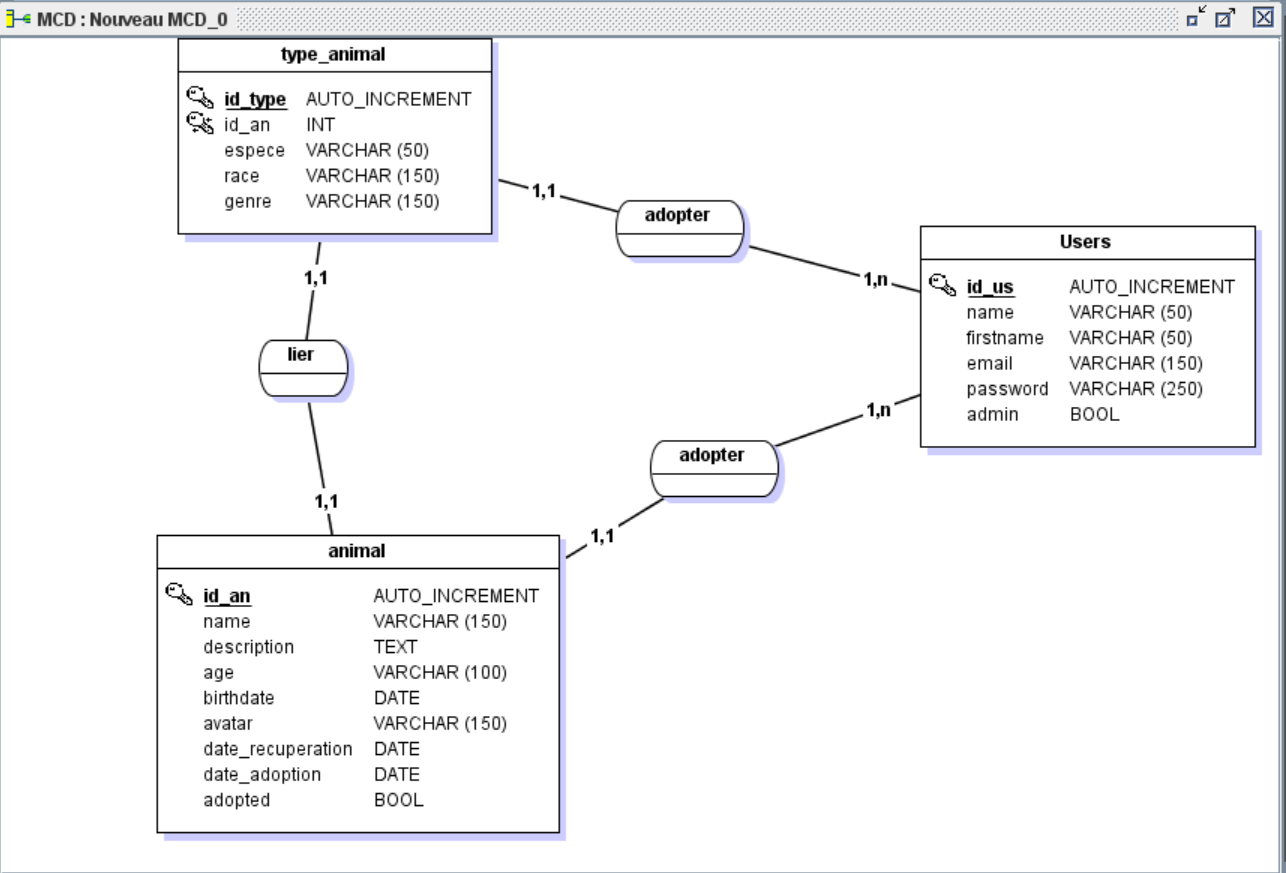 MCD : Nouveau MCD_0
type_animal
id_type AUTO_INCREMENT
id_an INT
espece VARCHAR (50)
race VARCHAR (150)
genre VARCHAR (150)
1,1
adopter
1,n
Users
id_us AUTO_INCREMENT
name VARCHAR (50)
firstname VARCHAR (50)
email VARCHAR (150)
password VARCHAR (250)
admin BOOL
1,1
lier
1,1
1,n
adopter
1,1
animal
id_an AUTO_INCREMENT
name VARCHAR (150)
description TEXT
age VARCHAR (100)
birthdate DATE
avatar VARCHAR (150)
date_recuperation DATE
date_adoption DATE
adopted BOOL